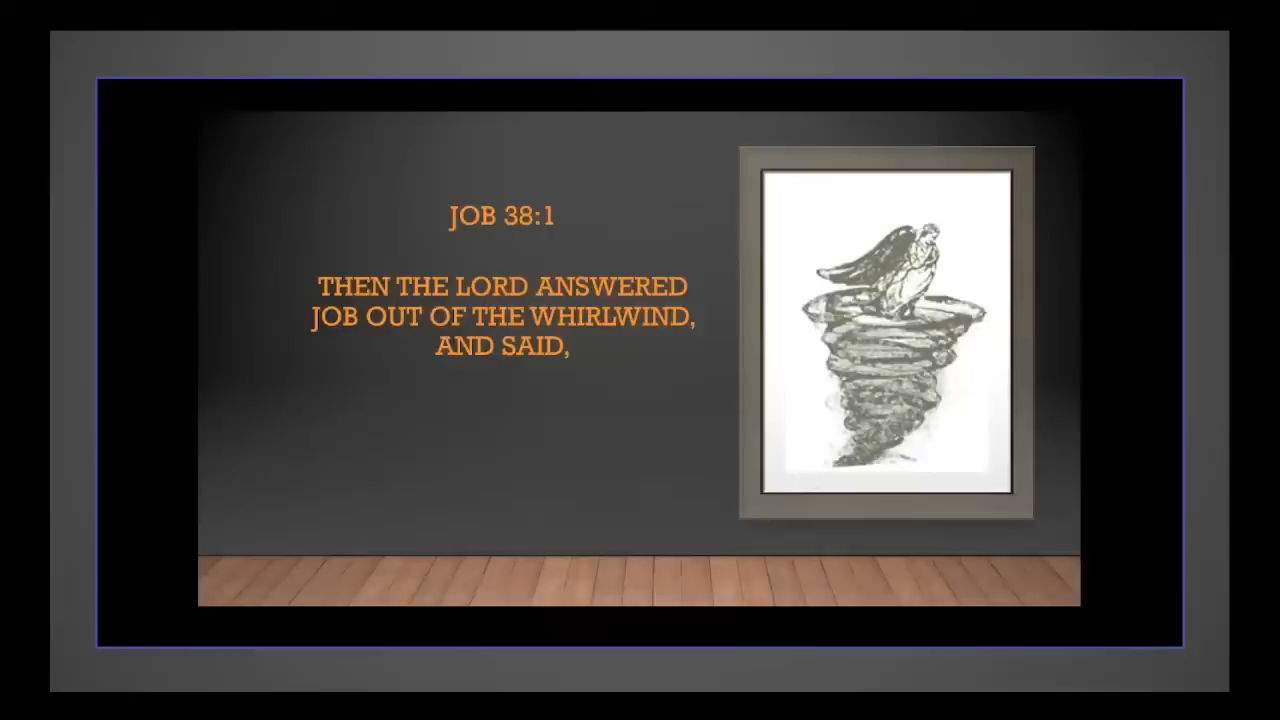 JOB 38:1
THEN THE LORD ANSWERED
JOB OUT OF THE WHIRLWIND,
AND SAID,